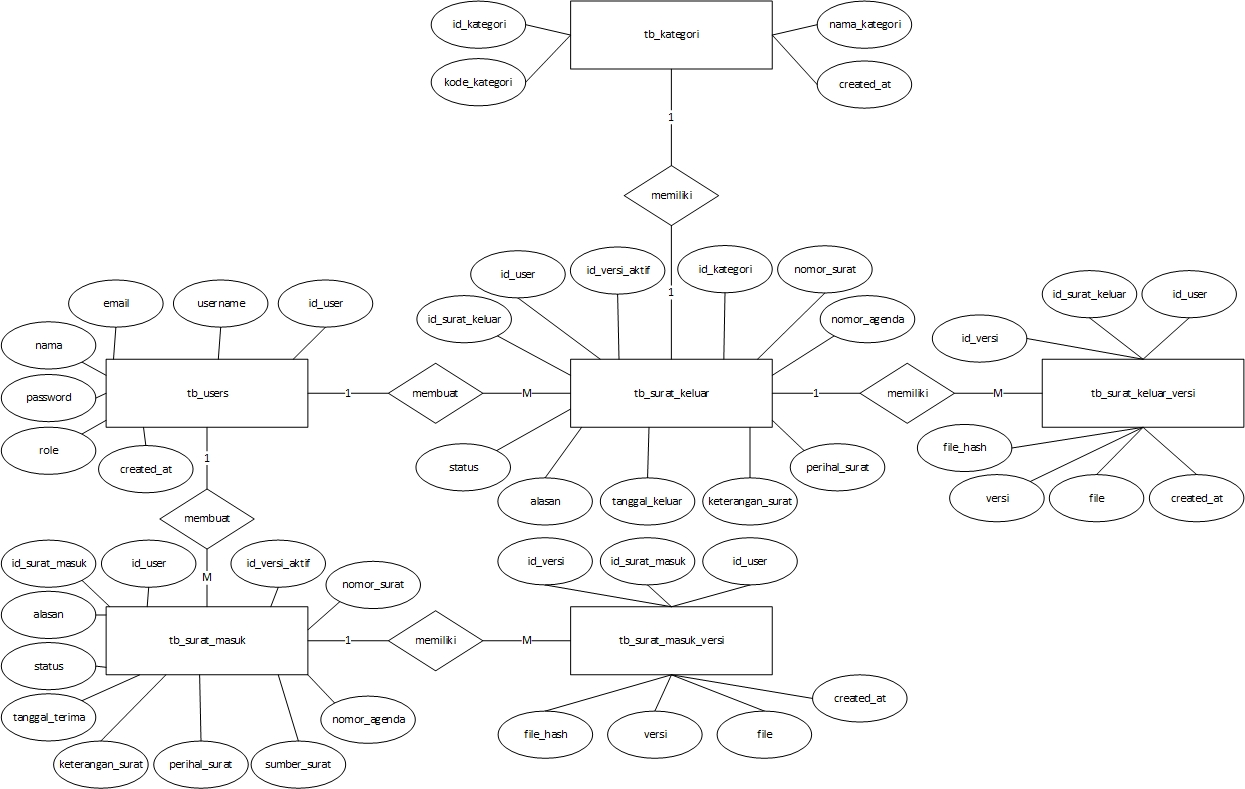 id_kategori
tb_kategori
nama_kategori
kode_kategori
created_at
1
memiliki
id_user
id_versi_aktif
id_kategori
nomor_surat
1
id_surat_keluar
nomor_agenda
email
username
id_user
nama
password
role
tb_users
created_at
1
membuat
M
tb_surat_keluar
1
memiliki
M
tb_surat_keluar_versi
id_versi
id_surat_keluar
id_user
file_hash
versi
file
created_at
status
alasan
tanggal_keluar
keterangan_surat
perihal_surat
1
membuat
M
id_surat_masuk
id_user
id_versi_aktif
nomor_surat
alasan
status
tanggal_terima
tb_surat_masuk
1
memiliki
M
tb_surat_masuk_versi
id_versi
id_surat_masuk
id_user
keterangan_surat
perihal_surat
sumber_surat
nomor_agenda
file_hash
versi
file
created_at